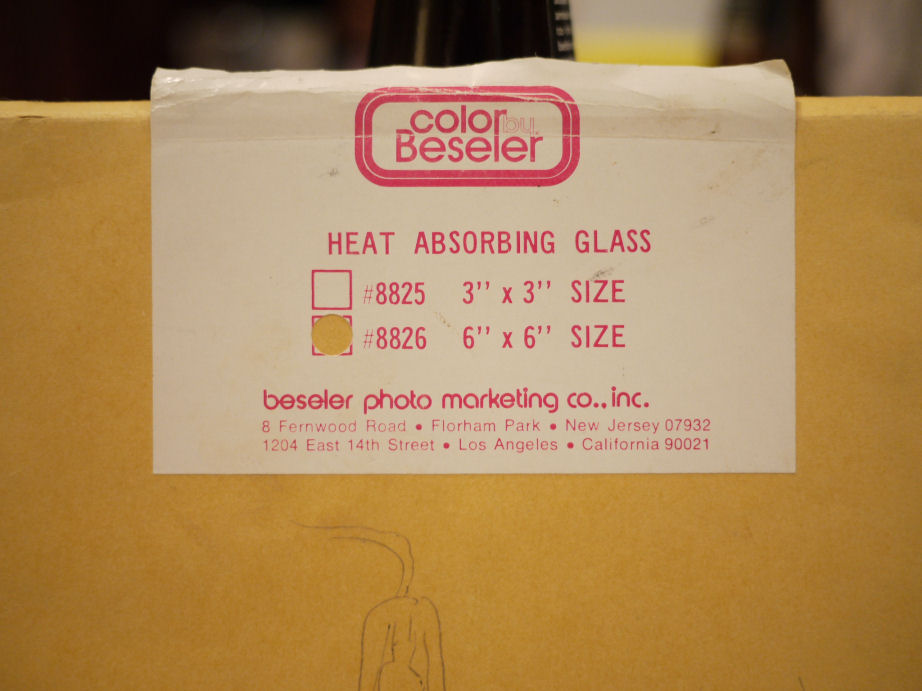 color by
Beseler
HEAT ABSORBING GLASS
#8825 3'' x 3'' SIZE
#8826 6'' x 6'' SIZE
beseler photo marketing co., inc.
8 Fernwood Road • Florham Park • New Jersey 07932
1204 East 14th Street • Los Angeles • California 90021